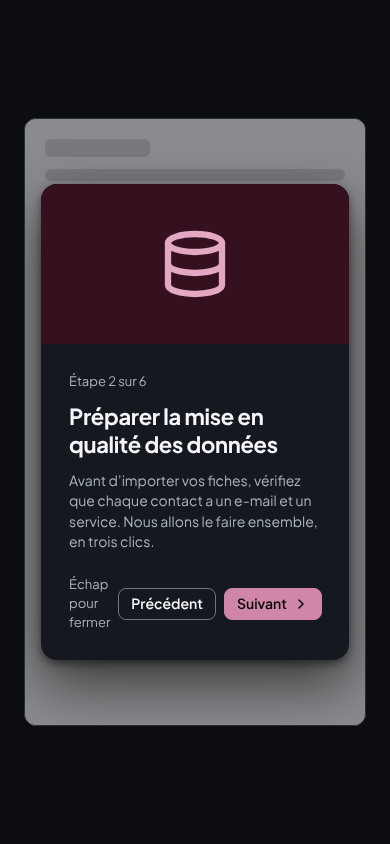 Étape 2 sur 6
Préparer la mise en
qualité des données
Avant d’importer vos fiches, vérifiez
que chaque contact a un e-mail et un
service. Nous allons le faire ensemble,
en trois clics.
Échap
pour
fermer
Précédent
Suivant